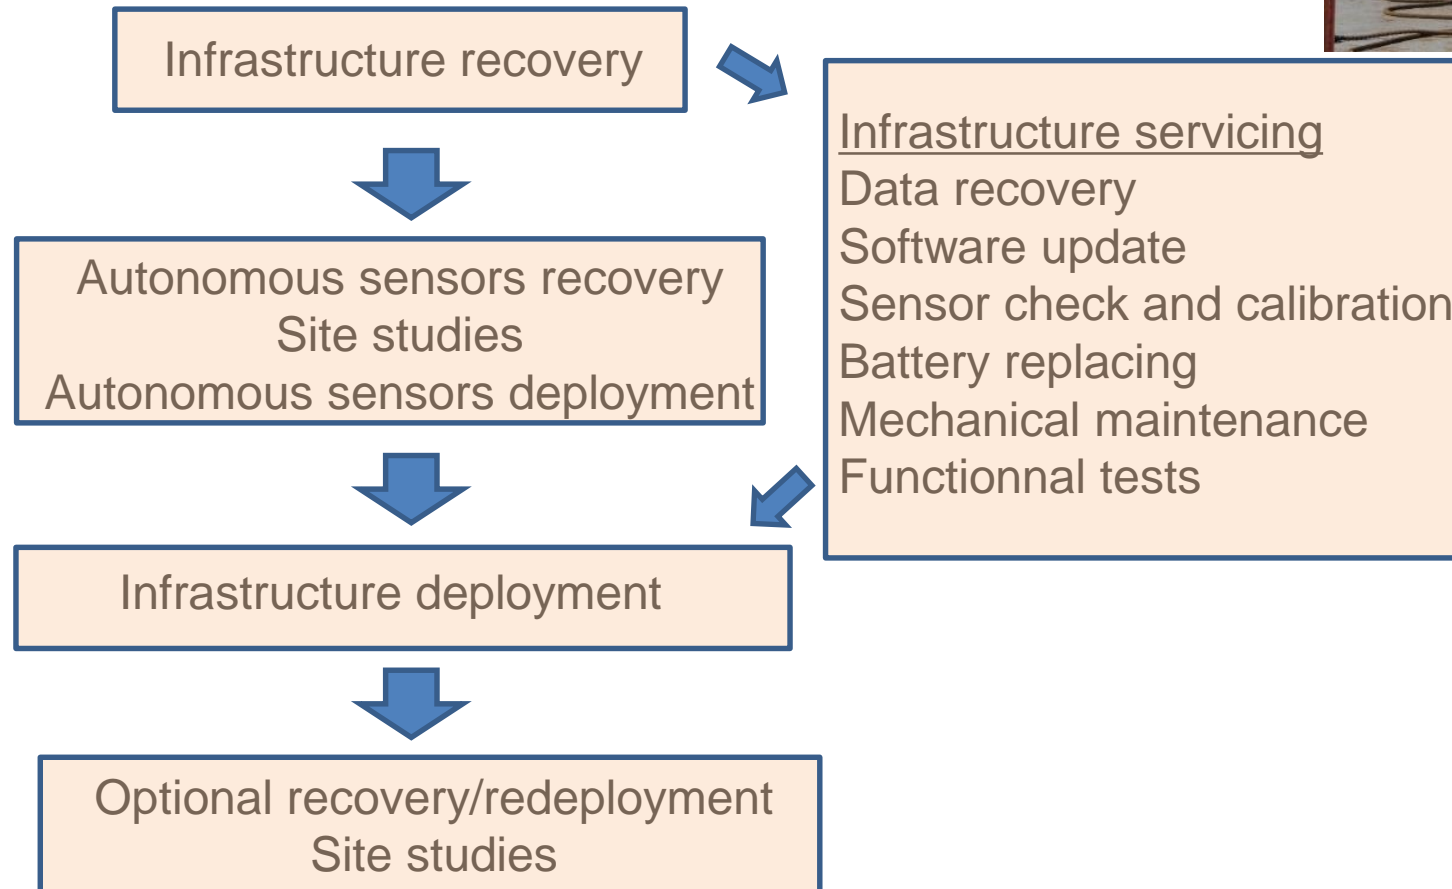 Infrastructure recovery
Infrastructure servicing
Data recovery
Software update
Sensor check and calibration
Battery replacing
Mechanical maintenance
Functionnal tests
Autonomous sensors recovery
Site studies
Autonomous sensors deployment
Infrastructure deployment
Optional recovery/redeployment
Site studies